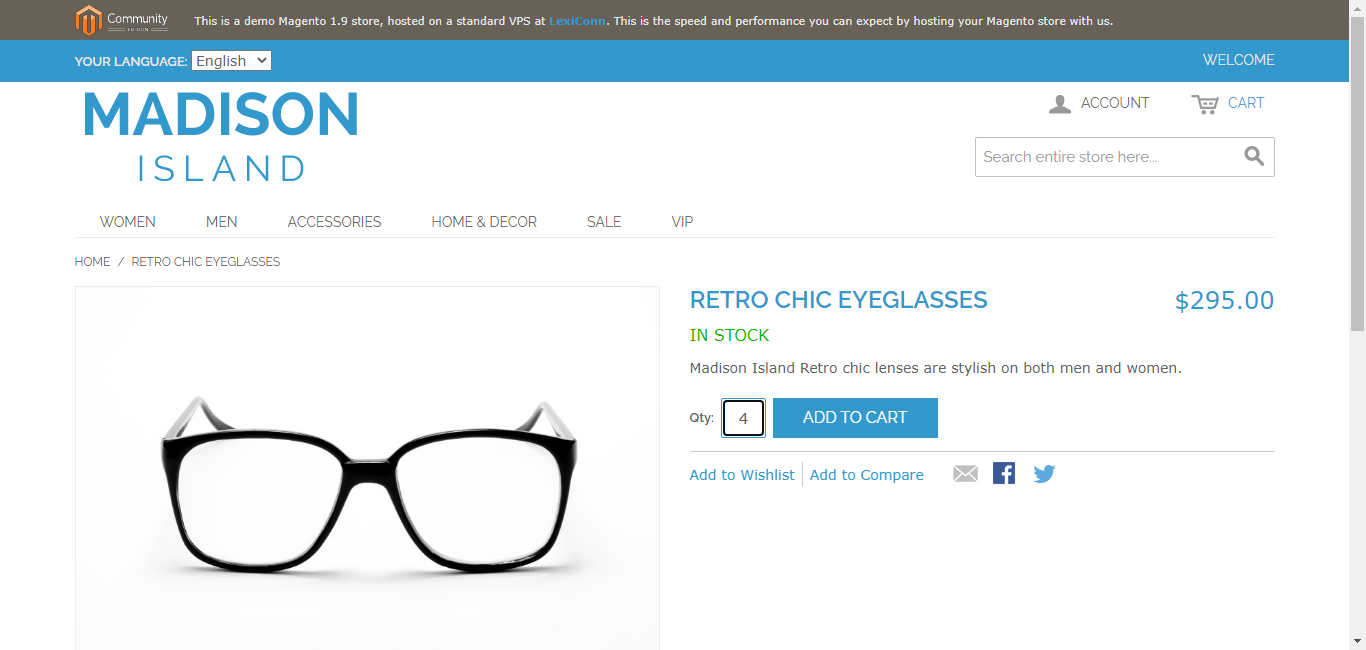 Community
This is a demo Magento 1.9 store, hosted on a standard VPS at LexiConn. This is the speed and performance you can expect by hosting your Magento store with us.
YOUR LANGUAGE: English
WELCOME
MADISON
ISLAND
ACCOUNT
CART
Search entire store here...
WOMEN MEN ACCESSORIES HOME & DECOR SALE VIP
HOME / RETRO CHIC EYEGLASSES
RETRO CHIC EYEGLASSES
$295.00
IN STOCK
Madison Island Retro chic lenses are stylish on both men and women.
Qty: 4 ADD TO CART
Add to Wishlist Add to Compare